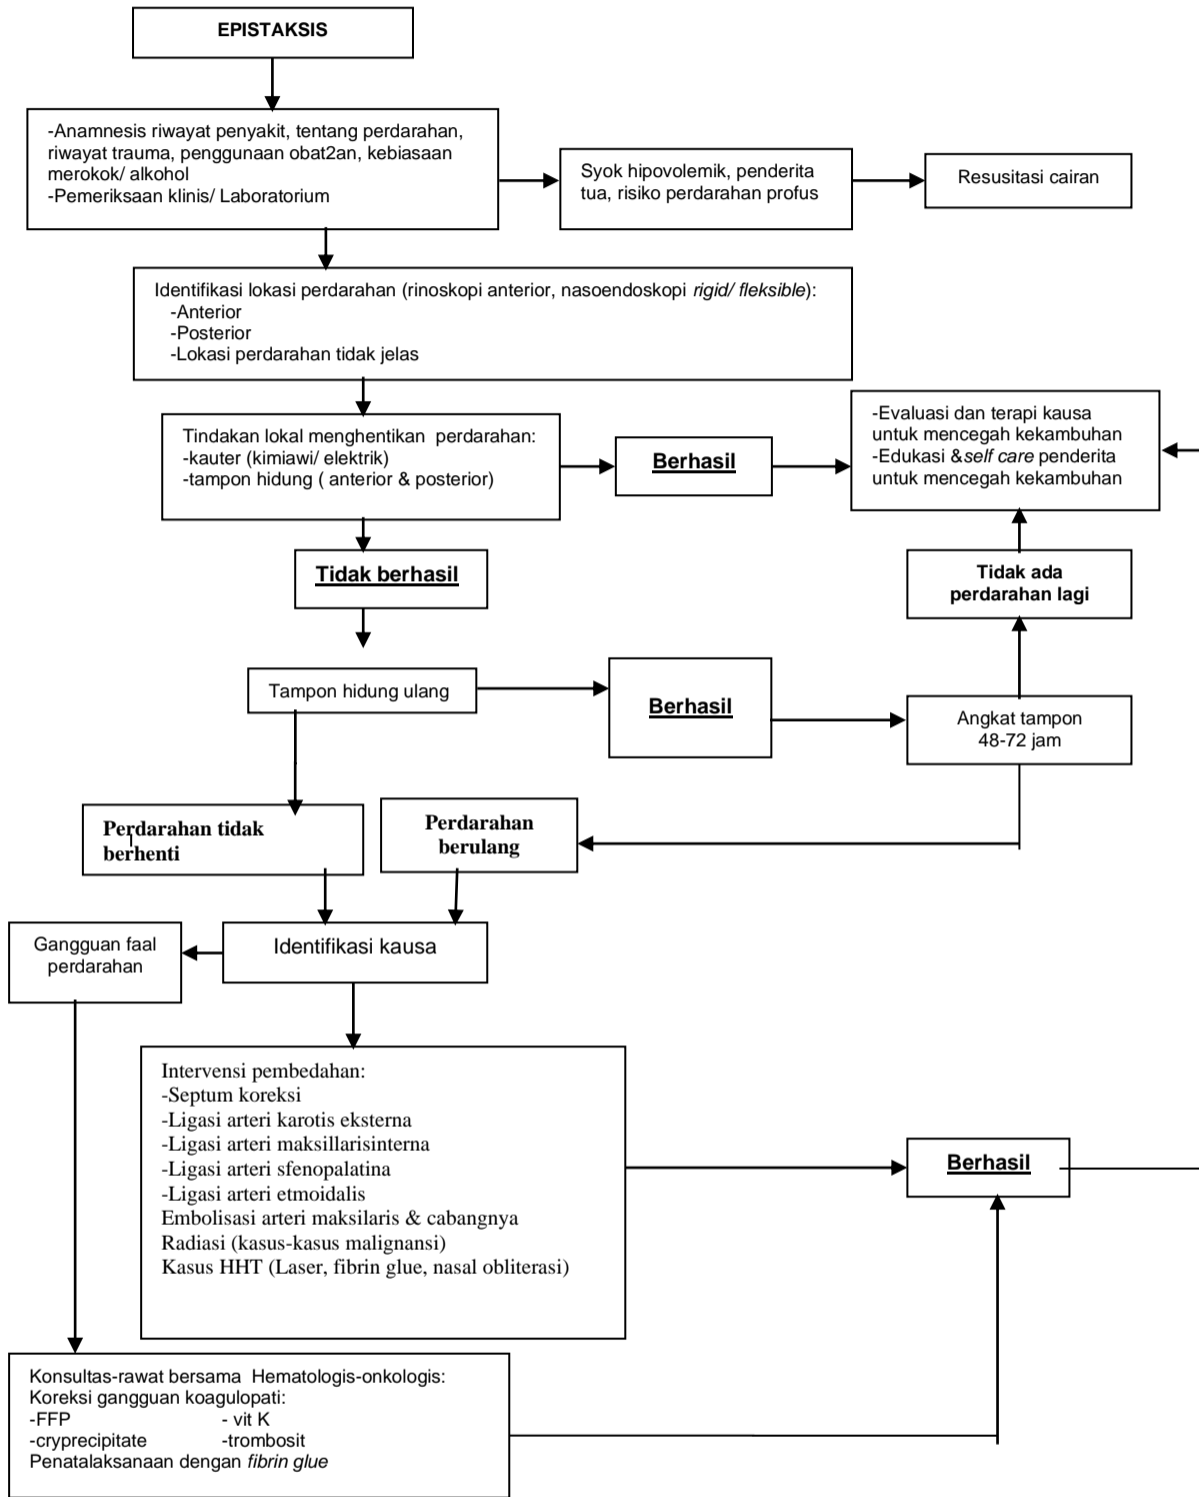 EPISTAKSIS
-Anamnesis riwayat penyakit, tentang perdarahan,
riwayat trauma, penggunaan obat2an, kebiasaan
merokok/ alkohol
-Pemeriksaan klinis/ Laboratorium
Syok hipovolemik, penderita
tua, risiko perdarahan profus
Resusitasi cairan
Identifikasi lokasi perdarahan (rinoskopi anterior, nasoendoskopi rigid/ fleksible):
-Anterior
-Posterior
-Lokasi perdarahan tidak jelas
Tindakan lokal menghentikan perdarahan:
-kauter (kimiawi/ elektrik)
-tampon hidung ( anterior & posterior)
Berhasil
-Evaluasi dan terapi kausa
untuk mencegah kekambuhan
-Edukasi &self care penderita
untuk mencegah kekambuhan
Tidak berhasil
Tidak ada
perdarahan lagi
Tampon hidung ulang
Berhasil
Angkat tampon
48-72 jam
Perdarahan tidak
berhenti
Perdarahan
berulang
Gangguan faal
perdarahan
Identifikasi kausa
Intervensi pembedahan:
-Septum koreksi
-Ligasi arteri karotis eksterna
-Ligasi arteri maksillarisinterna
-Ligasi arteri sfenopalatina
-Ligasi arteri etmoidalis
Embolisasi arteri maksilaris & cabangnya
Radiasi (kasus-kasus malignansi)
Kasus HHT (Laser, fibrin glue, nasal obliterasi)
Berhasil
Konsultas-rawat bersama Hematologis-onkologis:
Koreksi gangguan koagulopati:
-FFP - vit K
-cryprecipitate -trombosit
Penatalaksanaan dengan fibrin glue